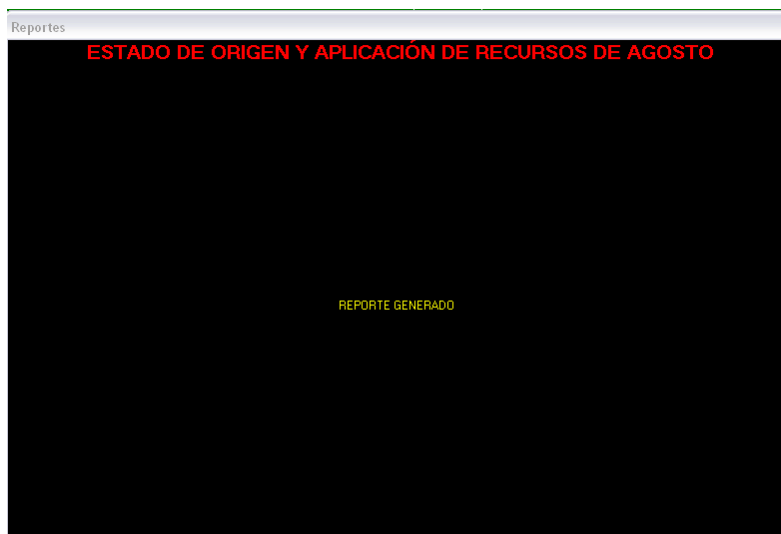 Reportes
ESTADO DE ORIGEN Y APLICACIÓN DE RECURSOS DE AGOSTO
REPORTE GENERADO